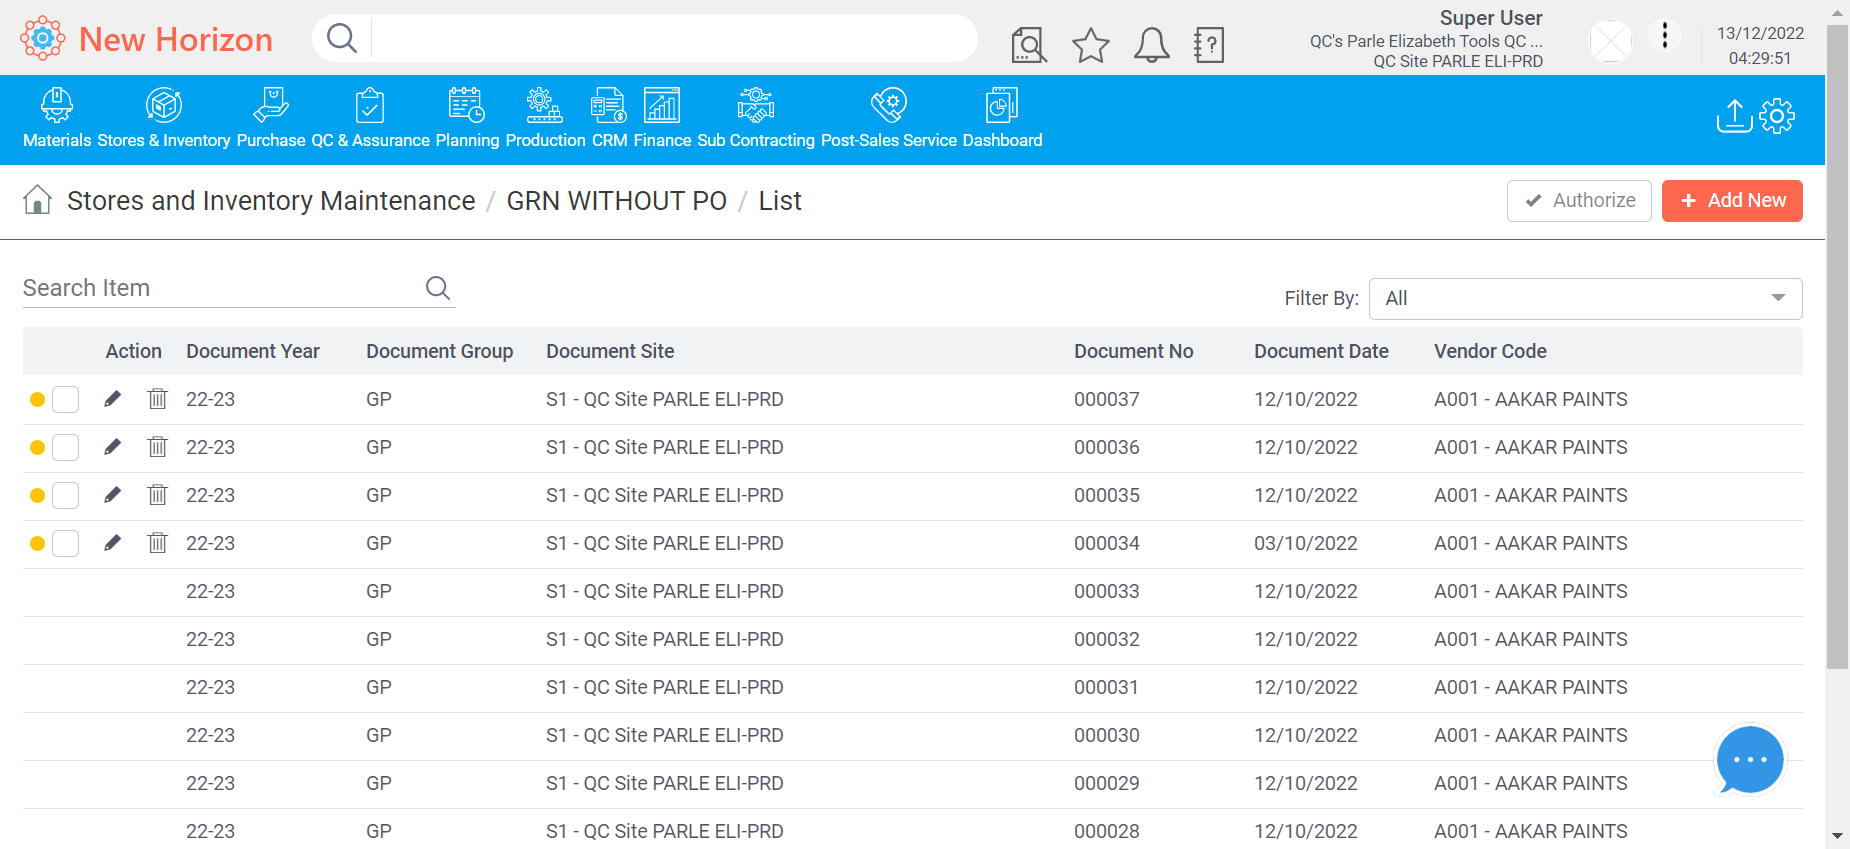 New Horizon
Super User
QC's Parle Elizabeth Tools QC ...
QC Site PARLE ELI-PRD
13/12/2022
04:29:51
Materials Stores & Inventory Purchase QC & Assurance Planning Production CRM Finance Sub Contracting Post-Sales Service Dashboard
Stores and Inventory Maintenance / GRN WITHOUT PO / List
Authorize
+ Add New
Search Item
Filter By: All
Action Document Year Document Group Document Site Document No Document Date Vendor Code
22-23 GP S1 - QC Site PARLE ELI-PRD 000037 12/10/2022 A001 - AAKAR PAINTS
22-23 GP S1 - QC Site PARLE ELI-PRD 000036 12/10/2022 A001 - AAKAR PAINTS
22-23 GP S1 - QC Site PARLE ELI-PRD 000035 12/10/2022 A001 - AAKAR PAINTS
22-23 GP S1 - QC Site PARLE ELI-PRD 000034 03/10/2022 A001 - AAKAR PAINTS
22-23 GP S1 - QC Site PARLE ELI-PRD 000033 12/10/2022 A001 - AAKAR PAINTS
22-23 GP S1 - QC Site PARLE ELI-PRD 000032 12/10/2022 A001 - AAKAR PAINTS
22-23 GP S1 - QC Site PARLE ELI-PRD 000031 12/10/2022 A001 - AAKAR PAINTS
22-23 GP S1 - QC Site PARLE ELI-PRD 000030 12/10/2022 A001 - AAKAR PAINTS
22-23 GP S1 - QC Site PARLE ELI-PRD 000029 12/10/2022 A001 - AAKAR PAINTS
22-23 GP S1 - QC Site PARLE ELI-PRD 000028 12/10/2022 A001 - AAKAR PAINTS